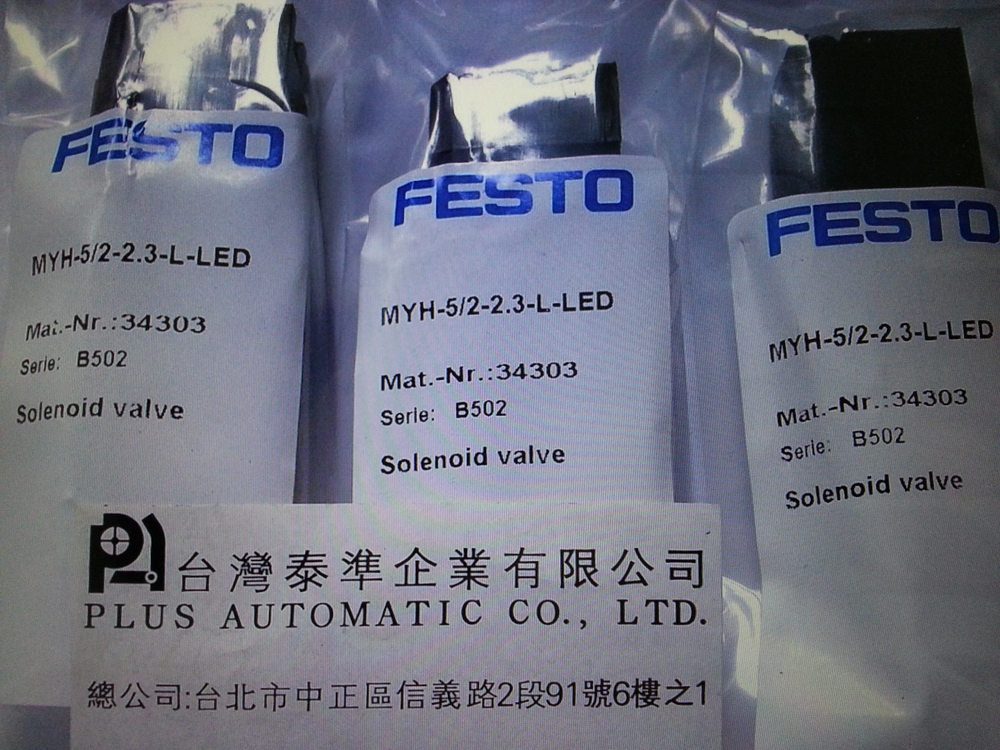 FESTO
MYH-5/2-2.3-L-LED
Mat.-Nr.:34303
Serie: B502
Solenoid valve
FESTO
MYH-5/2-2.3-L-LED
Mat.-Nr.:34303
Serie: B502
Solenoid valve
FESTO
MYH-5/2-2.3-L-LED
Mat.-Nr.:34303
Serie: B502
Solenoid valve
台灣泰準企業有限公司
PLUS AUTOMATIC CO., LTD.
總公司:台北市中正區信義路2段91號6樓之1